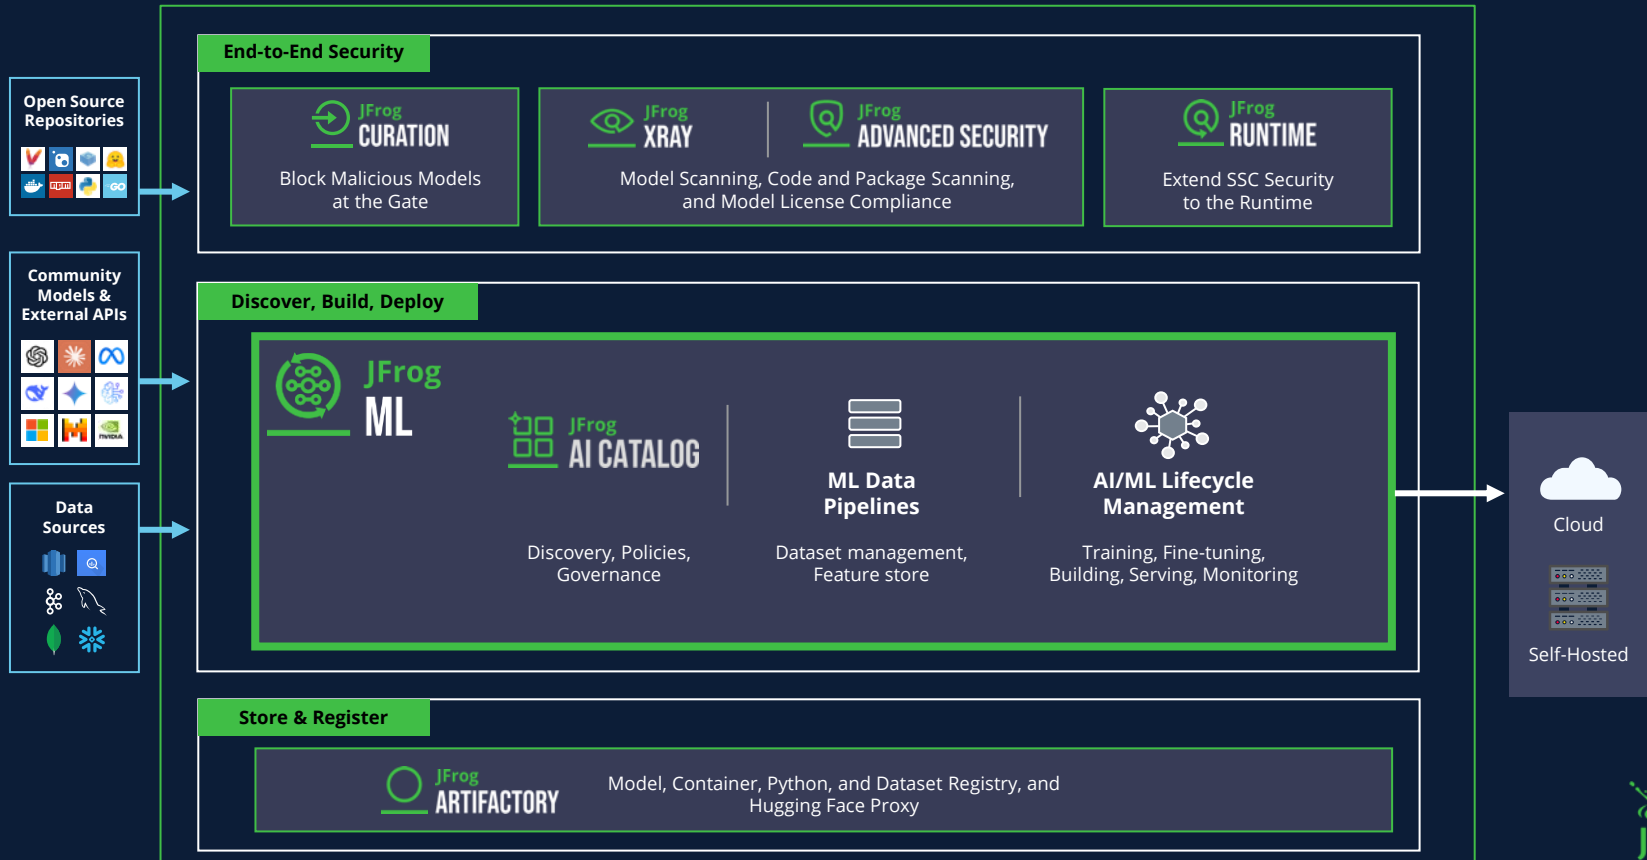 End-to-End Security
Open Source
Repositories
npm
GO
JFrog
CURATION
Block Malicious Models
at the Gate
JFrog
XRAY
JFrog
ADVANCED SECURITY
Model Scanning, Code and Package Scanning,
and Model License Compliance
JFrog
RUNTIME
Extend SSC Security
to the Runtime
Community
Models &
External APIs
NVIDIA
Discover, Build, Deploy
JFrog
ML
JFrog
AI CATALOG
Discovery, Policies,
Governance
ML Data
Pipelines
Dataset management,
Feature store
AI/ML Lifecycle
Management
Training, Fine-tuning,
Building, Serving, Monitoring
Data
Sources
Cloud
Self-Hosted
Store & Register
JFrog
ARTIFACTORY
Model, Container, Python, and Dataset Registry, and
Hugging Face Proxy